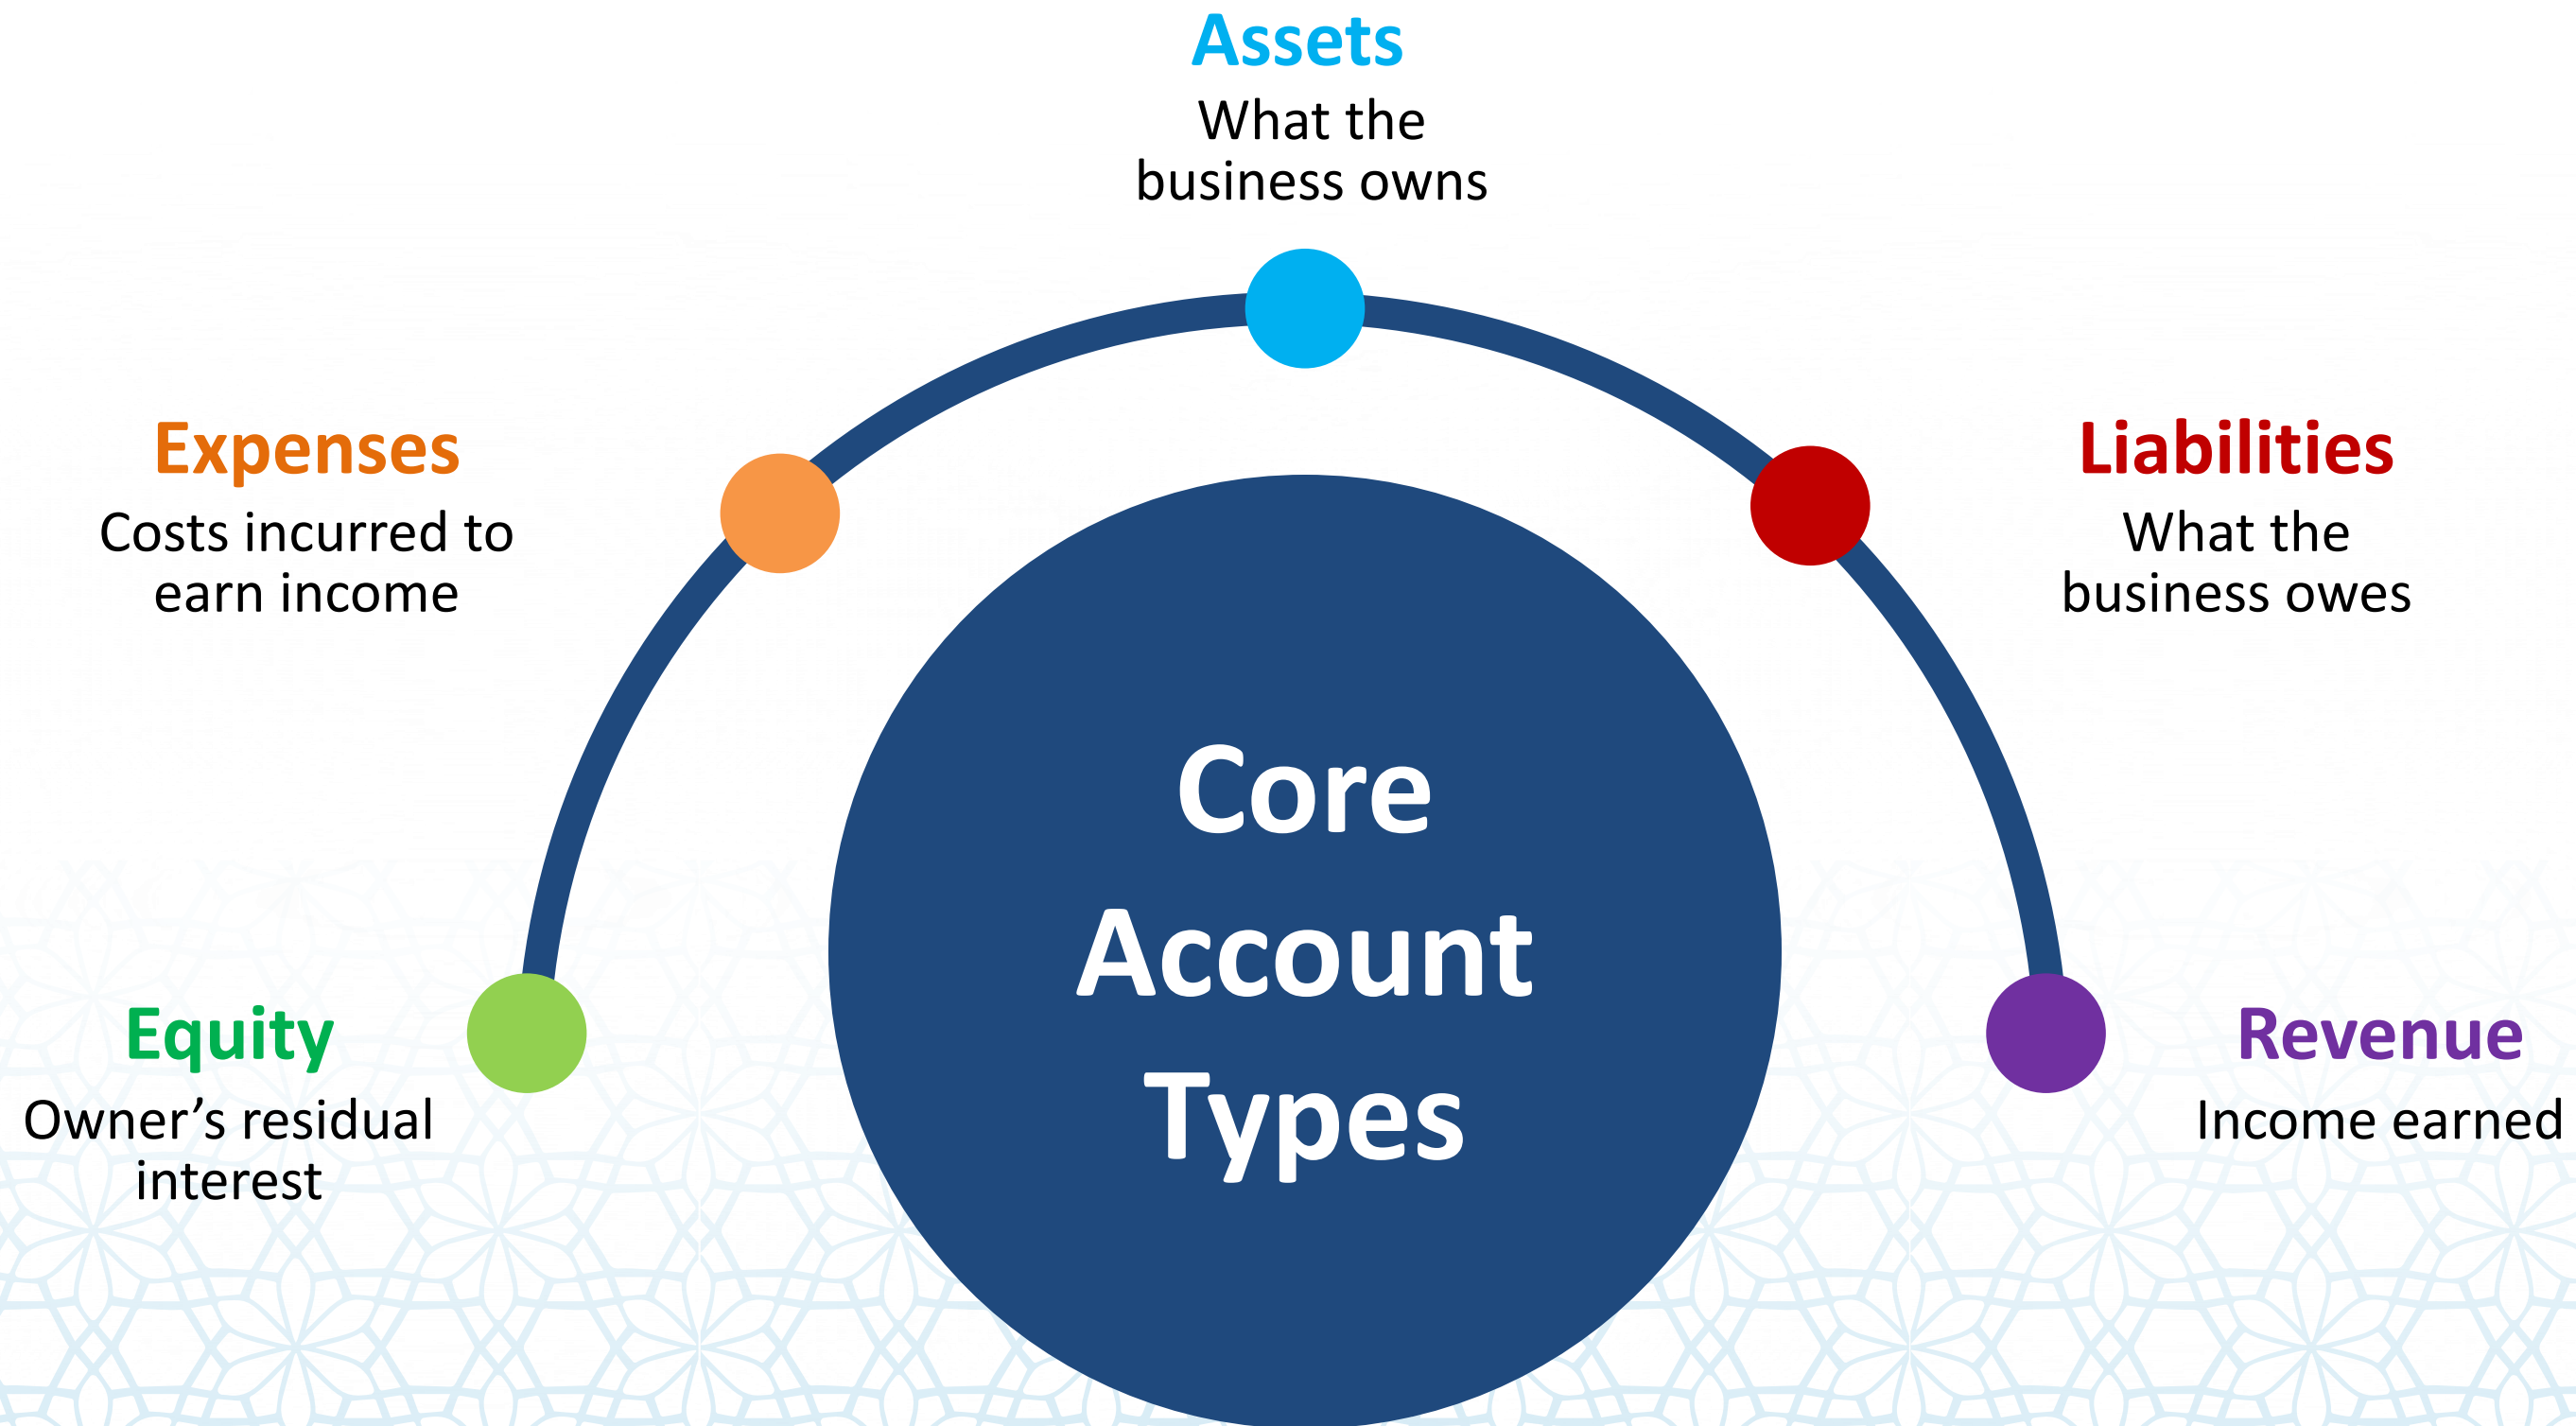 Assets
What the
business owns
Expenses
Costs incurred to
earn income
Liabilities
What the
business owes
Core
Account
Types
Equity
Owner’s residual
interest
Revenue
Income earned